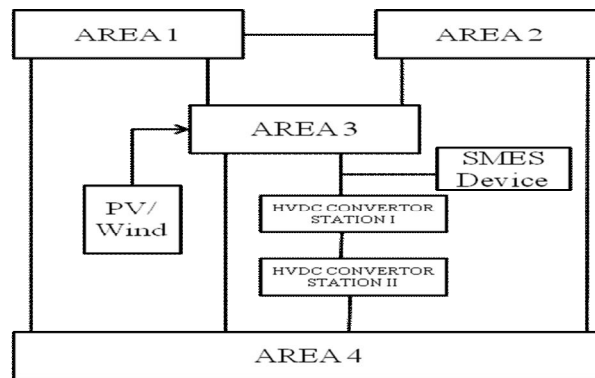 AREA 1
AREA 2
AREA 3
SMES
Device
PV/
Wind
HVDC CONVERTOR
STATION I
HVDC CONVERTOR
STATION II
AREA 4